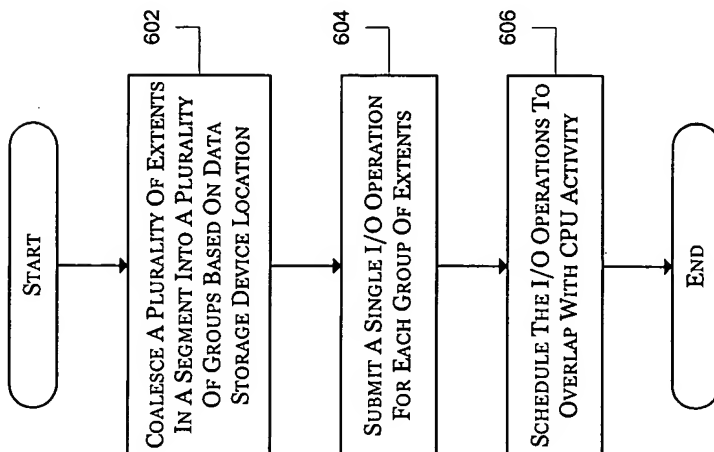 START
602
COALESCE A PLURALITY OF EXTENTS
IN A SEGMENT INTO A PLURALITY
OF GROUPS BASED ON DATA
STORAGE DEVICE LOCATION
604
SUBMIT A SINGLE I/O OPERATION
FOR EACH GROUP OF EXTENTS
606
SCHEDULE THE I/O OPERATIONS TO
OVERLAP WITH CPU ACTIVITY
END